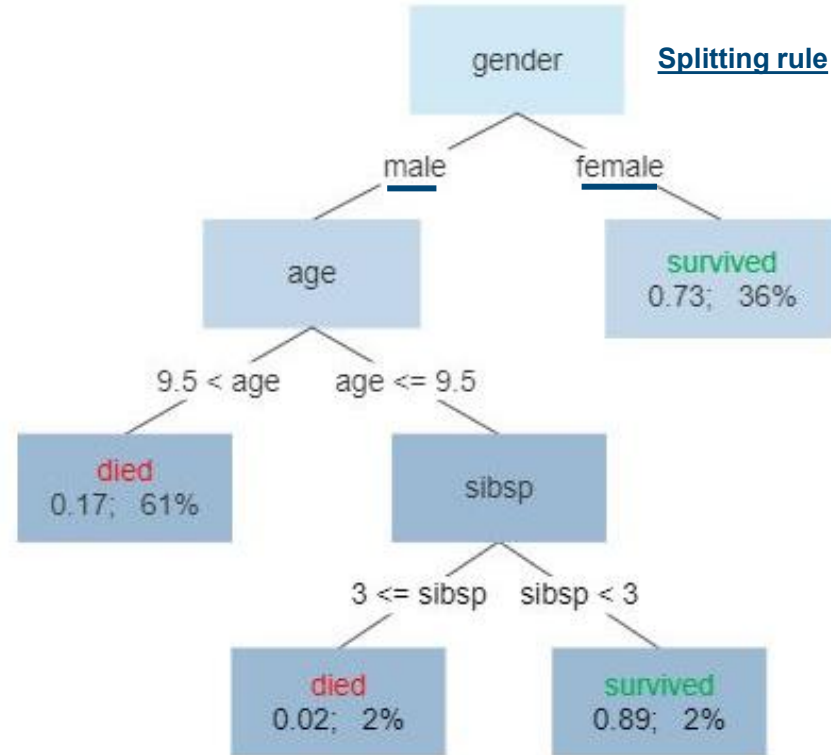 gender
Splitting rule
male
female
age
survived
0.73; 36%
9.5 < age
age <= 9.5
died
0.17; 61%
sibsp
3 <= sibsp
sibsp < 3
died
0.02; 2%
survived
0.89; 2%